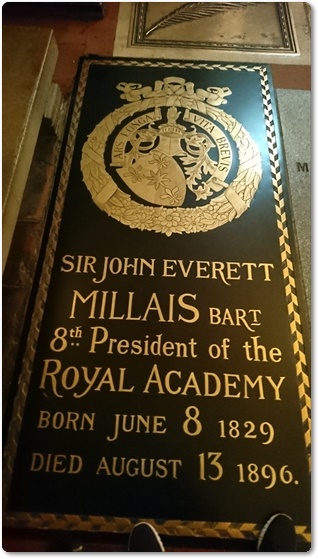 ARS LONGA VITA BREVIS
SIR JOHN EVERETT
MILLAIS BART
8th President of the
ROYAL ACADEMY
BORN JUNE 8 1829
DIED AUGUST 13 1896.
M